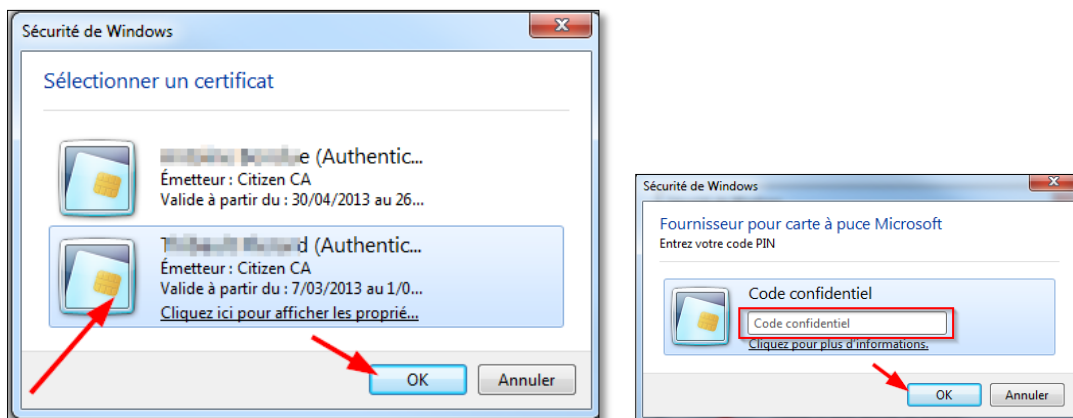 Sécurité de Windows
Sélectionner un certificat
(Authentic...
Émetteur : Citizen CA
Valide à partir du : 30/04/2013 au 26...
(Authentic...
Émetteur : Citizen CA
Valide à partir du : 7/03/2013 au 1/0...
Cliquez ici pour afficher les proprié...
OK
Annuler
Sécurité de Windows
Fournisseur pour carte à puce Microsoft
Entrez votre code PIN
Code confidentiel
Code confidentiel
Cliquez pour plus d'informations.
OK
Annuler